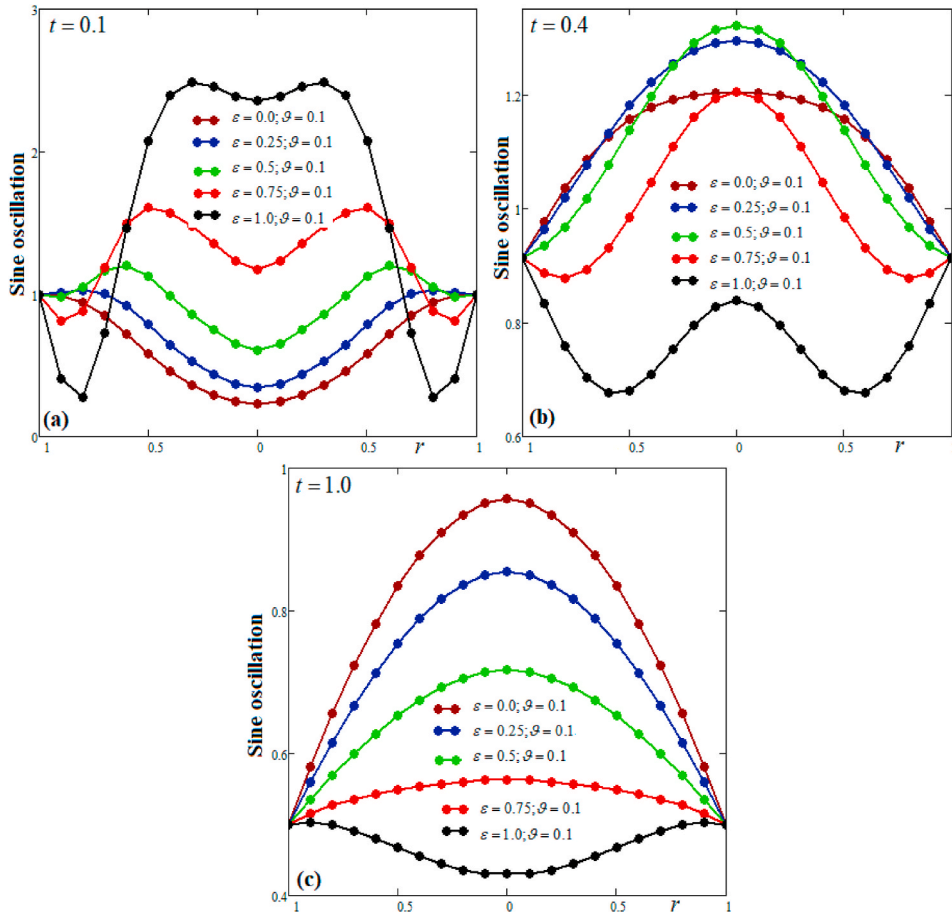 3
t = 0.1
2
1
0
Sine oscillation
ε = 0.0; ϑ = 0.1
ε = 0.25; ϑ = 0.1
ε = 0.5; ϑ = 0.1
ε = 0.75; ϑ = 0.1
ε = 1.0; ϑ = 0.1
(a)
1 0.5 0 0.5 r 1
t = 0.4
1.2
1
0.8
0.6
Sine oscillation
ε = 0.0; ϑ = 0.1
ε = 0.25; ϑ = 0.1
ε = 0.5; ϑ = 0.1
ε = 0.75; ϑ = 0.1
ε = 1.0; ϑ = 0.1
(b)
1 0.5 0 0.5 r 1
1
t = 1.0
0.8
0.6
0.4
Sine oscillation
ε = 0.0; ϑ = 0.1
ε = 0.25; ϑ = 0.1
ε = 0.5; ϑ = 0.1
ε = 0.75; ϑ = 0.1
ε = 1.0; ϑ = 0.1
(c)
1 0.5 0 0.5 r 1